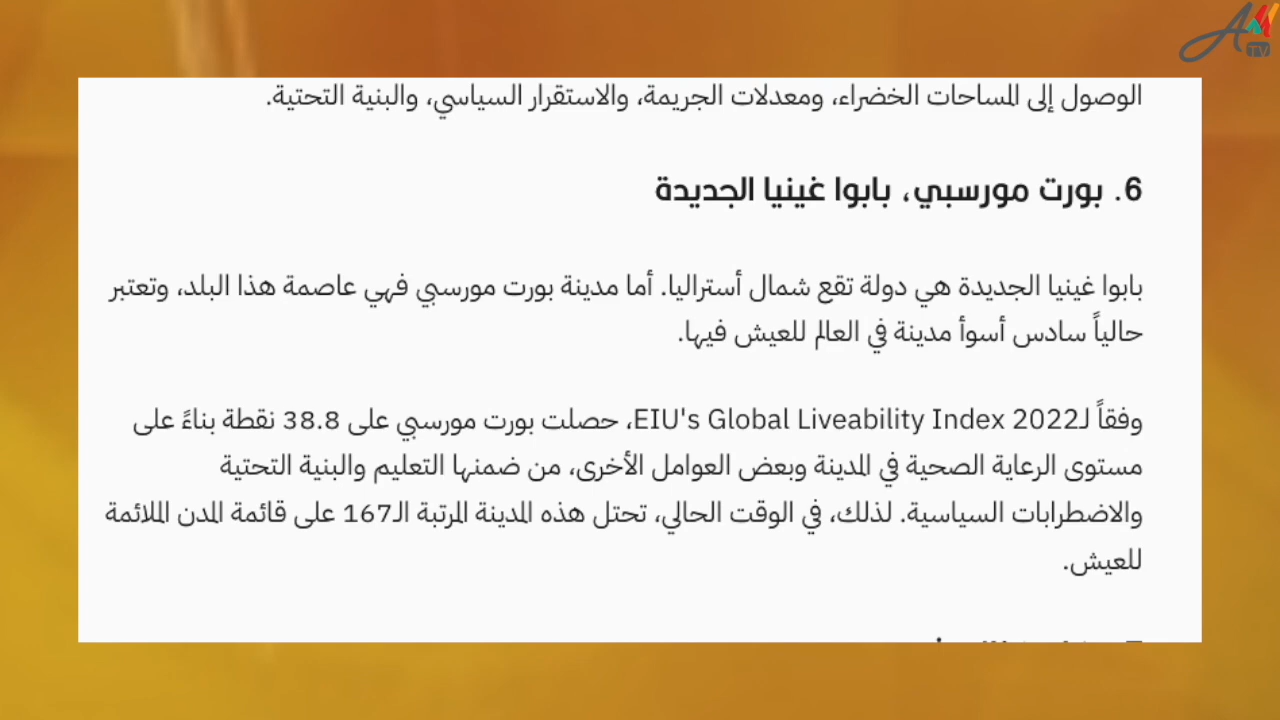 الوصول إلى المساحات الخضراء، ومعدلات الجريمة، والاستقرار السياسي، والبنية التحتية.
6. بورت مورسبي، بابوا غينيا الجديدة
بابوا غينيا الجديدة هي دولة تقع شمال أستراليا. أما مدينة بورت مورسبي فهي عاصمة هذا البلد، وتعتبر
حالياً سادس أسوأ مدينة في العالم للعيش فيها.
وفقاً لـEIU's Global Liveability Index 2022، حصلت بورت مورسبي على 38.8 نقطة بناءً على
مستوى الرعاية الصحية في المدينة وبعض العوامل الأخرى، من ضمنها التعليم والبنية التحتية
والاضطرابات السياسية. لذلك، في الوقت الحالي، تحتل هذه المدينة المرتبة الـ167 على قائمة المدن الملائمة
للعيش.
TV